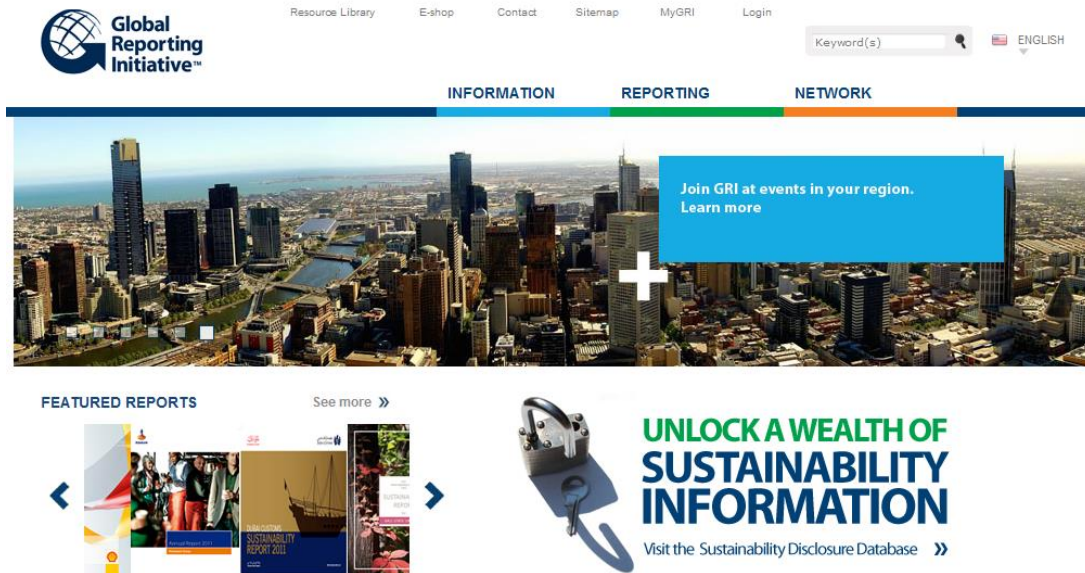 Resource Library E-shop Contact Sitemap MyGRI Login
Global
Reporting
Initiative™
Keyword(s)
ENGLISH
INFORMATION REPORTING NETWORK
Join GRI at events in your region.
Learn more
FEATURED REPORTS See more »
Annual Report 2011
DUBAI CUSTOMS
SUSTAINABILITY
REPORT 2011
UNLOCK A WEALTH OF
SUSTAINABILITY
INFORMATION
Visit the Sustainability Disclosure Database »